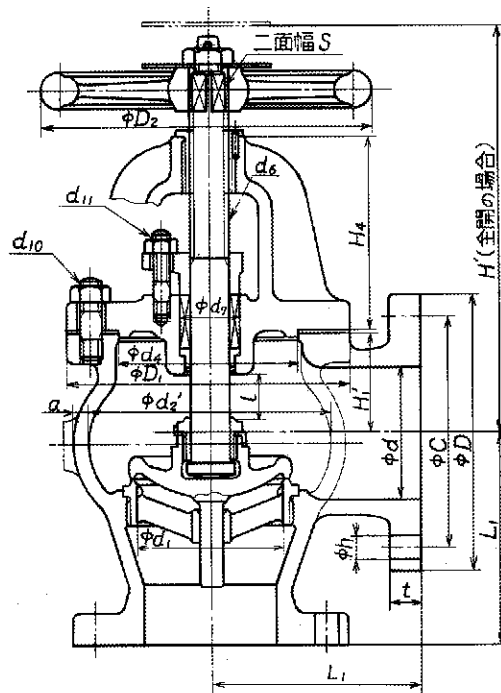 二面幅 S
φD₂
H'(全開の場合)
d₆
d₁₁
H₄
d₁₀
φd₇
φd₄
φD₁
H₁'
a
φd₂'
l
φd
φC
φD
φd₁
φh
t
L₁
L₁